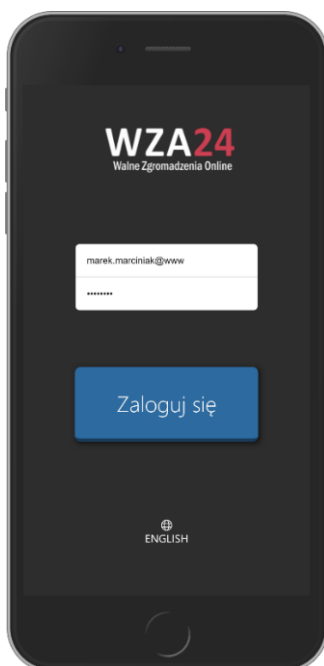 WZA24
Walne Zgromadzenia Online
marek.marciniak@www
••••••••
Zaloguj się
ENGLISH